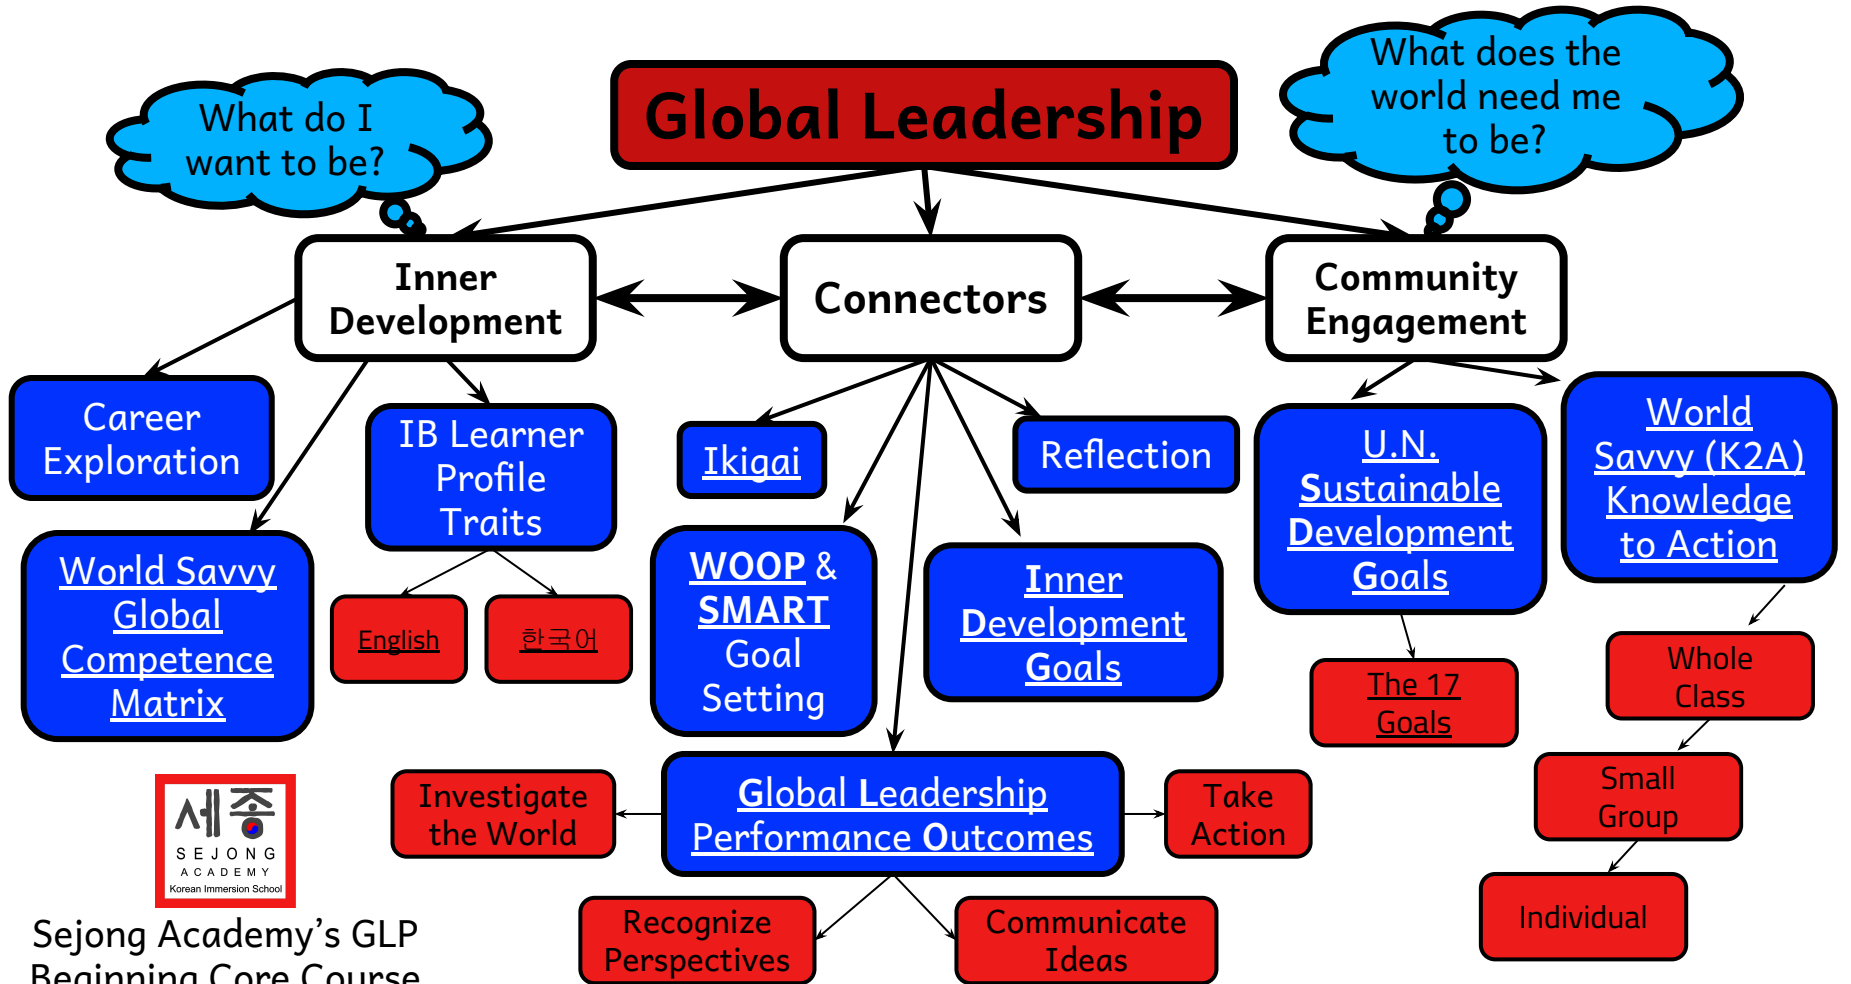 What do I
want to be?
Global Leadership
What does the
world need me
to be?
Inner
Development
Connectors
Community
Engagement
Career
Exploration
World Savvy
Global
Competence
Matrix
IB Learner
Profile
Traits
English
한국어
Ikigai
WOOP &
SMART
Goal
Setting
Inner
Development
Goals
Reflection
Global Leadership
Performance Outcomes
Investigate
the World
Recognize
Perspectives
Communicate
Ideas
Take
Action
U.N.
Sustainable
Development
Goals
The 17
Goals
World
Savvy (K2A)
Knowledge
to Action
Whole
Class
Small
Group
Individual
세종
SEJONG
ACADEMY
Korean Immersion School
Sejong Academy’s GLP
Beginning Core Course